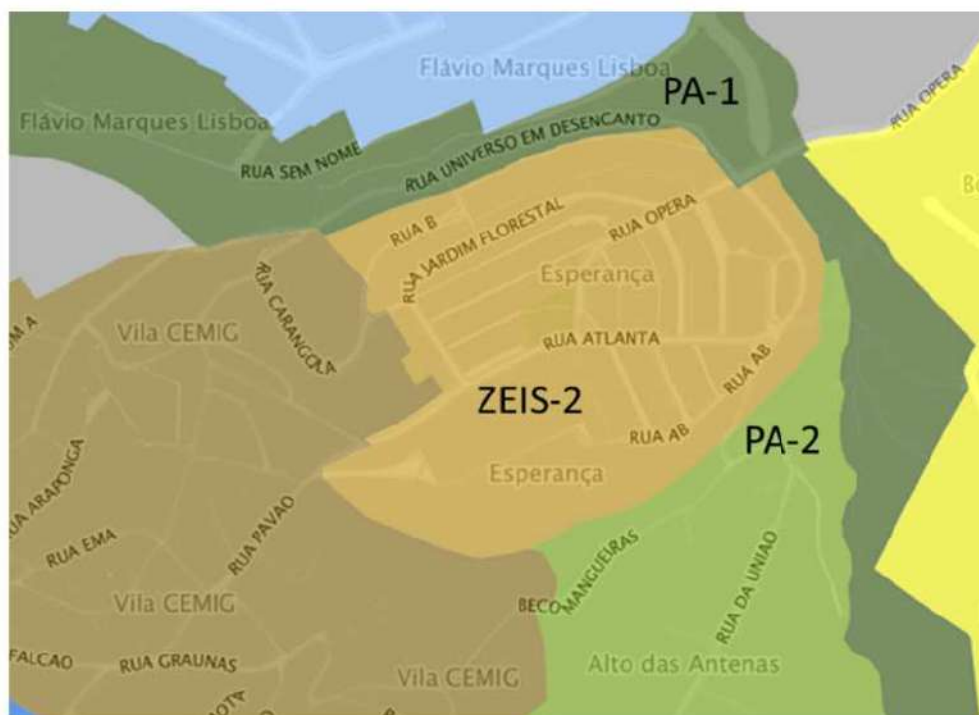 Flávio Marques Lisboa
PA-1
RUA OPERA
Flávio Marques Lisboa
RUA UNIVERSO EM DESENCANTO
RUA SEM NOME
RUA B
RUA JARDIM FLORESTAL
RUA OPERA
Esperança
RUA CARANGOLA
Vila CEMIG
RUA ATLANTA
RUA AB
ZEIS-2
RUA AB
PA-2
Esperança
RUA ARAPONGA
RUA PAVAO
RUA EMA
BECO MANGUEIRAS
RUA DA UNIAO
Vila CEMIG
FALCAO
RUA GRAUNAS
Vila CEMIG
Alto das Antenas